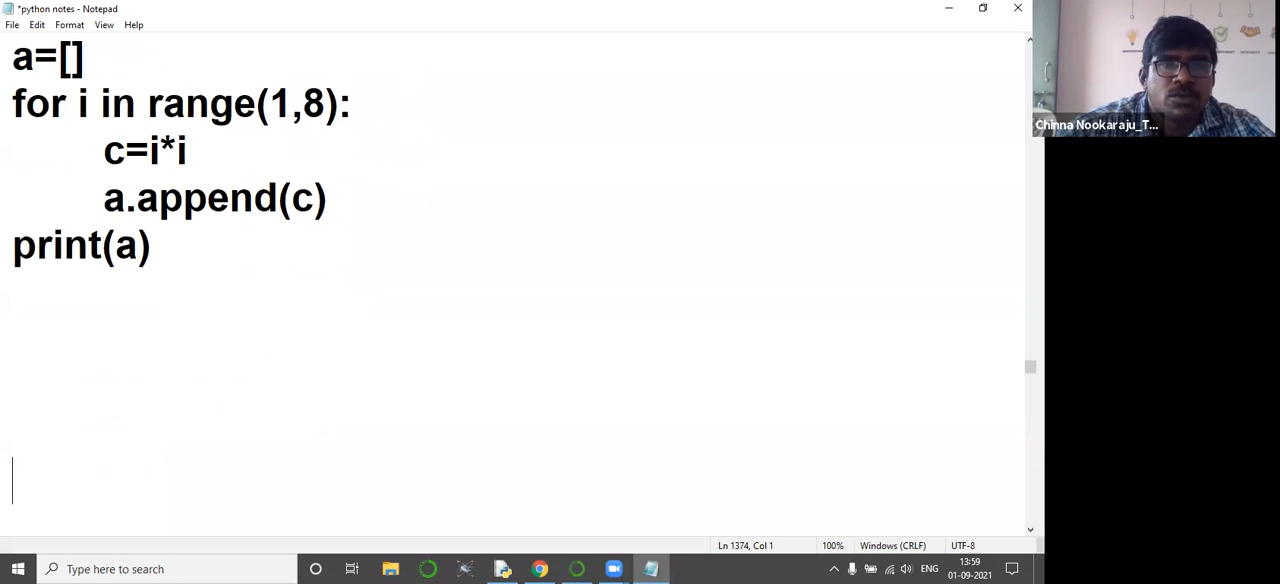 *python notes - Notepad
File Edit Format View Help
a=[]
for i in range(1,8):
c=i*i
a.append(c)
print(a)
Chinna Nookaraju_T...
Ln 1374, Col 1 100% Windows (CRLF) UTF-8
Type here to search
ENG
13:59
01-09-2021